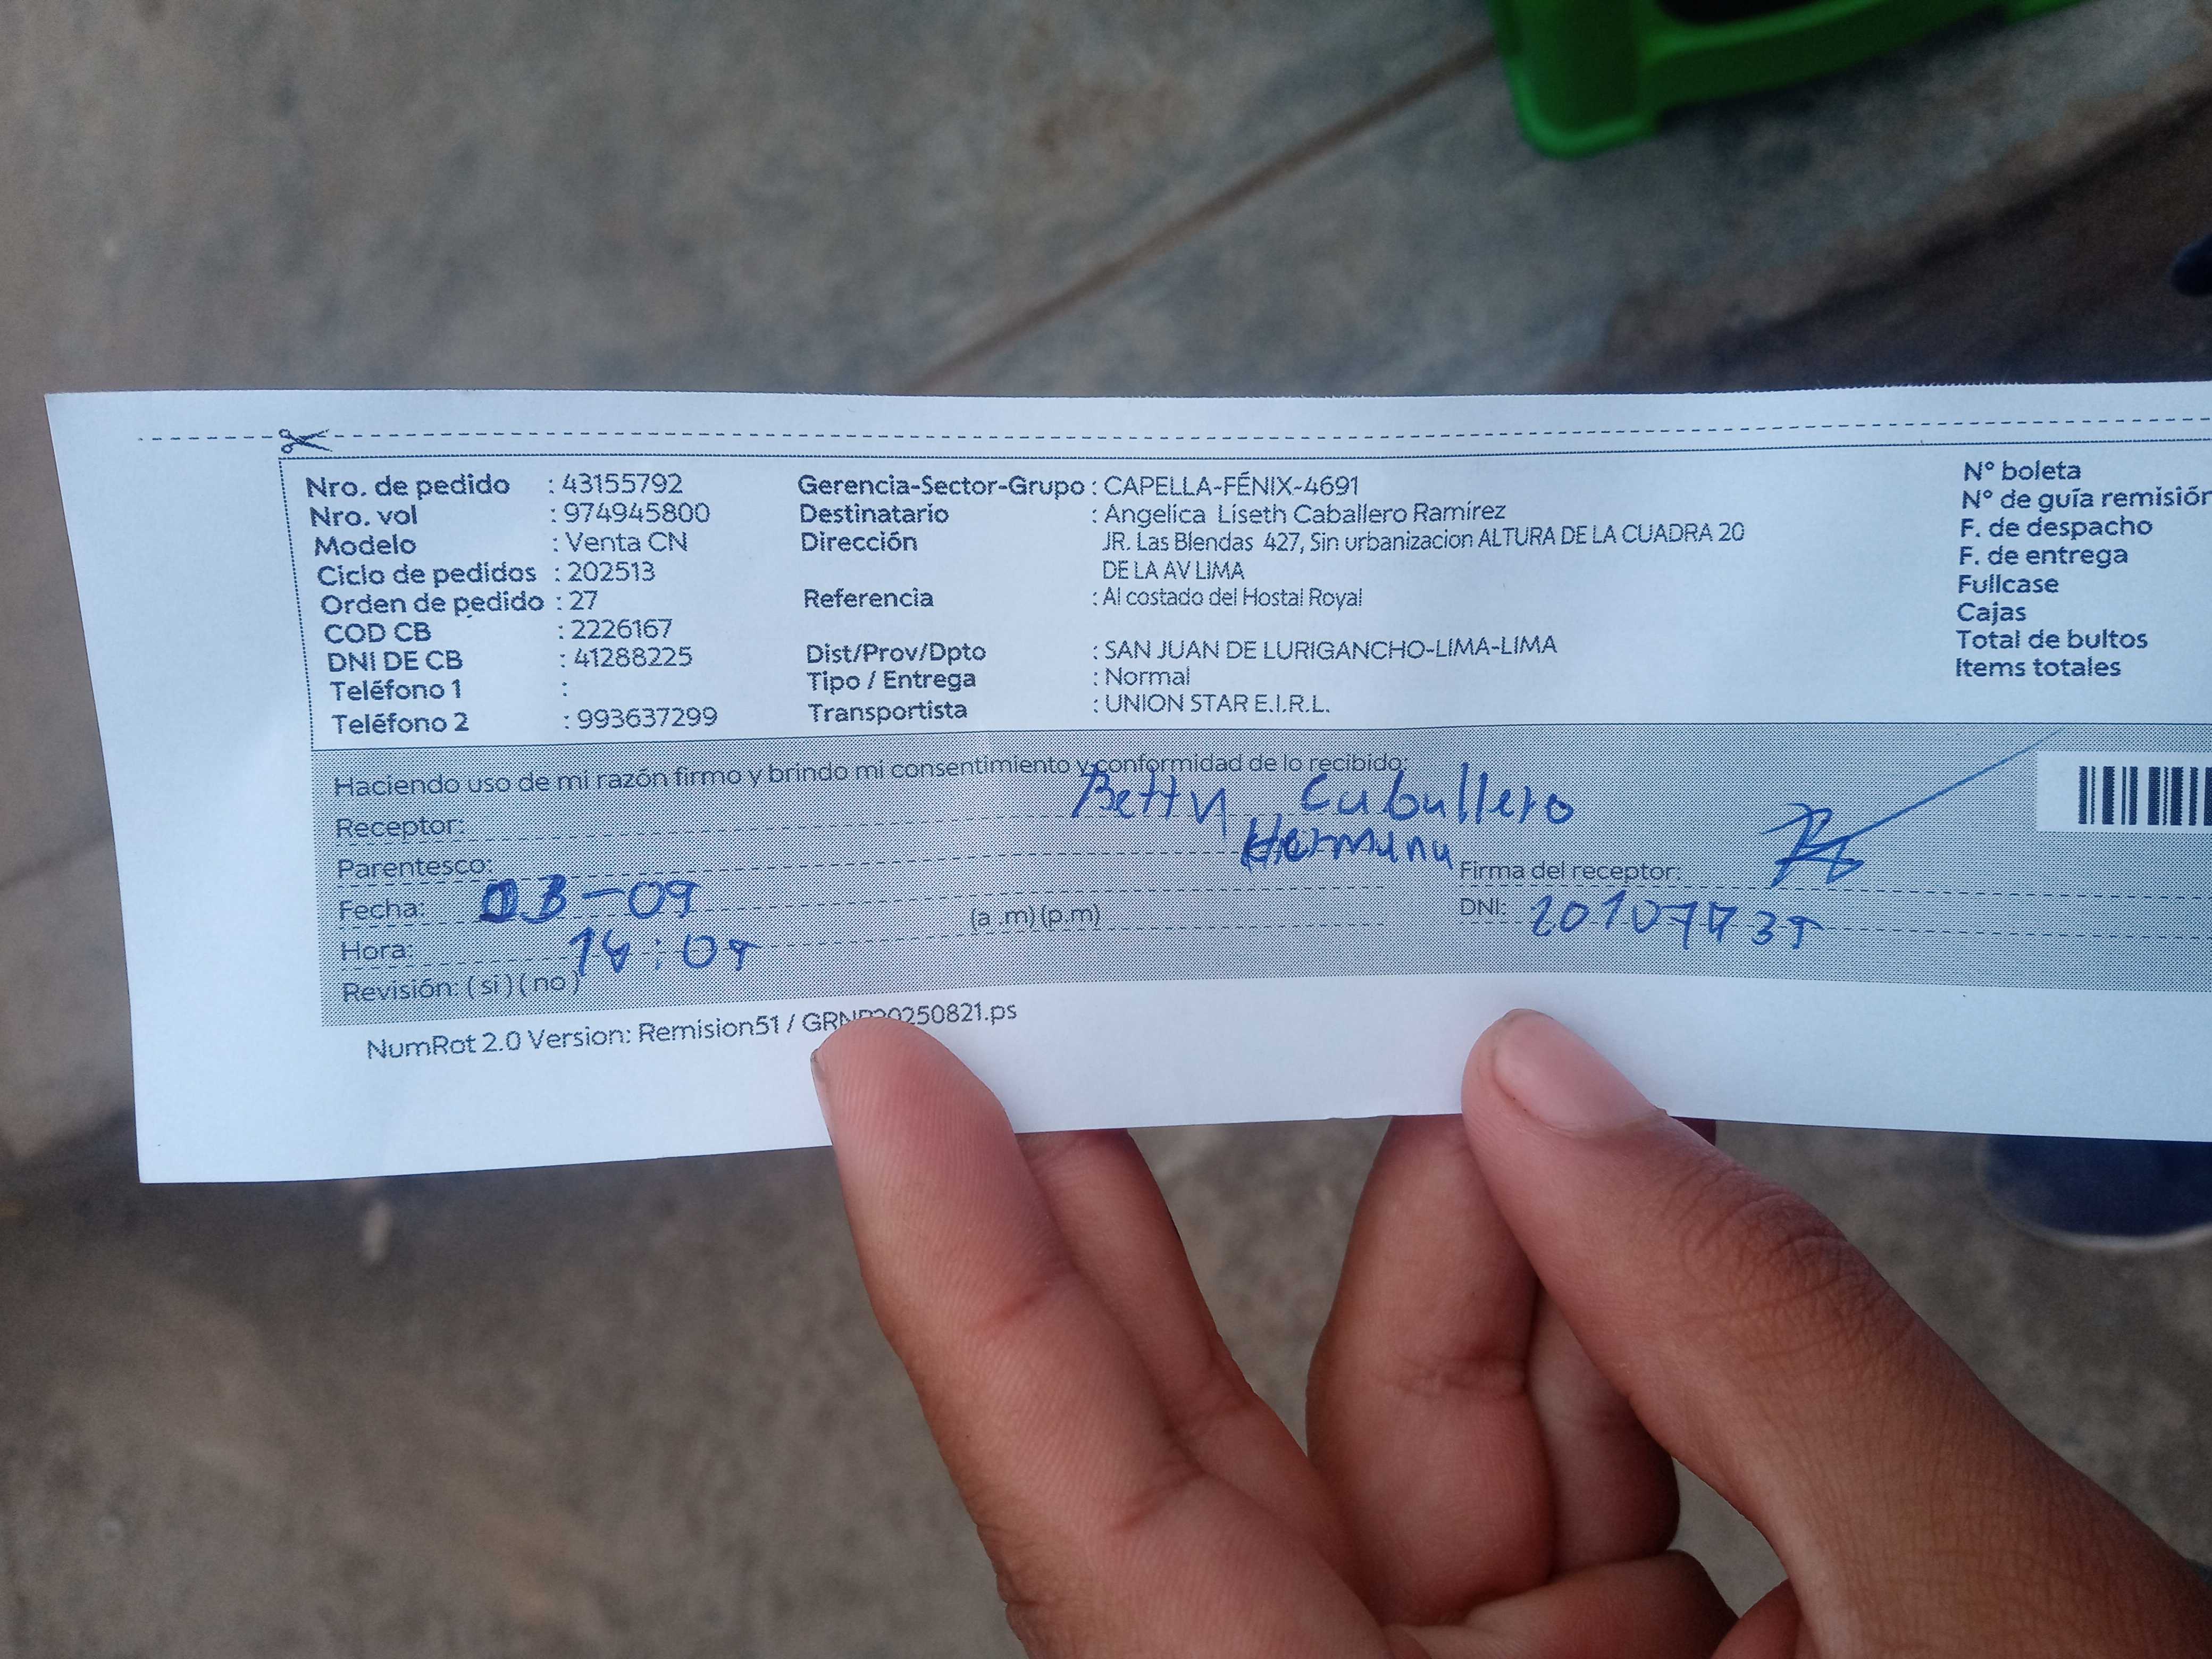 Nro. de pedido : 43155792
Nro. vol : 974945800
Modelo : Venta CN
Ciclo de pedidos : 202513
Orden de pedido : 27
COD CB : 2226167
DNI DE CB : 41288225
Teléfono 1 :
Teléfono 2 : 993637299
Gerencia-Sector-Grupo : CAPELLA-FÉNIX-4691
Destinatario : Angelica Liseth Caballero Ramírez
Dirección JR. Las Blendas 427, Sin urbanizacion ALTURA DE LA CUADRA 20
DE LA AV LIMA
Referencia : Al costado del Hostal Royal
Dist/Prov/Dpto : SAN JUAN DE LURIGANCHO-LIMA-LIMA
Tipo / Entrega : Normal
Transportista : UNION STAR E.I.R.L.
N° boleta
N° de guía remisión
F. de despacho
F. de entrega
Fullcase
Cajas
Total de bultos
Items totales
Haciendo uso de mi razón firmo y brindo mi consentimiento y conformidad de lo recibido:
Receptor: Betty Caballero
Parentesco: Hermana
Firma del receptor:
Fecha: 03-09
(a .m) (p.m)
DNI:
Hora: 14:09
Revisión: ( si ) ( no )
NumRot 2.0 Version: Remision51 /